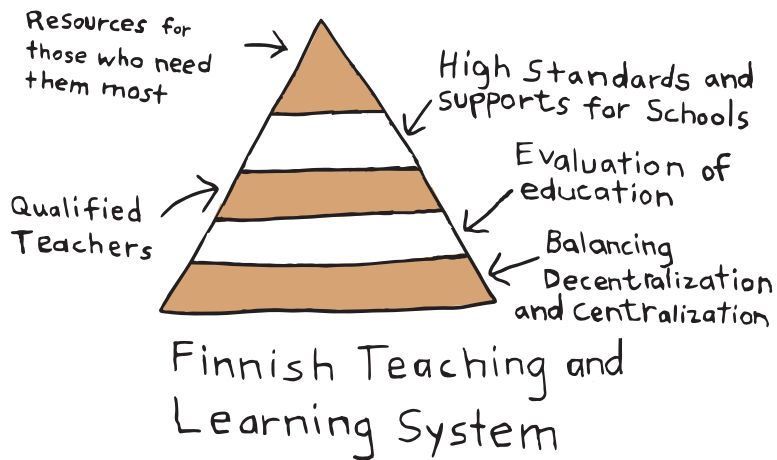 Resources for
those who need
them most
High Standards and
supports for Schools
Evaluation of
education
Qualified
Teachers
Balancing
Decentralization
and Centralization
Finnish Teaching and
Learning System